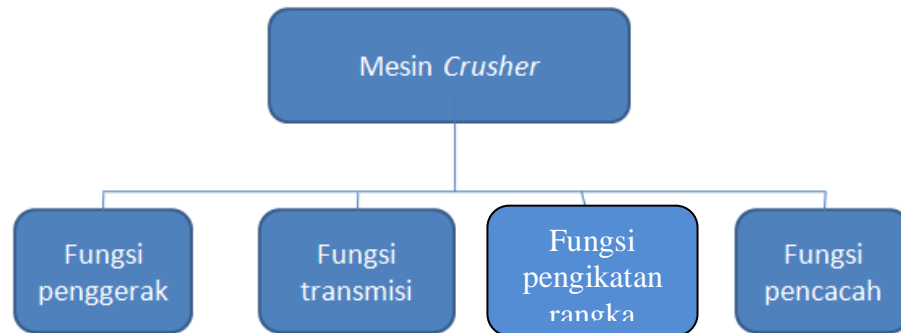 Mesin Crusher
Fungsi
penggerak
Fungsi
transmisi
Fungsi
pengikatan
rangka
Fungsi
pencacah